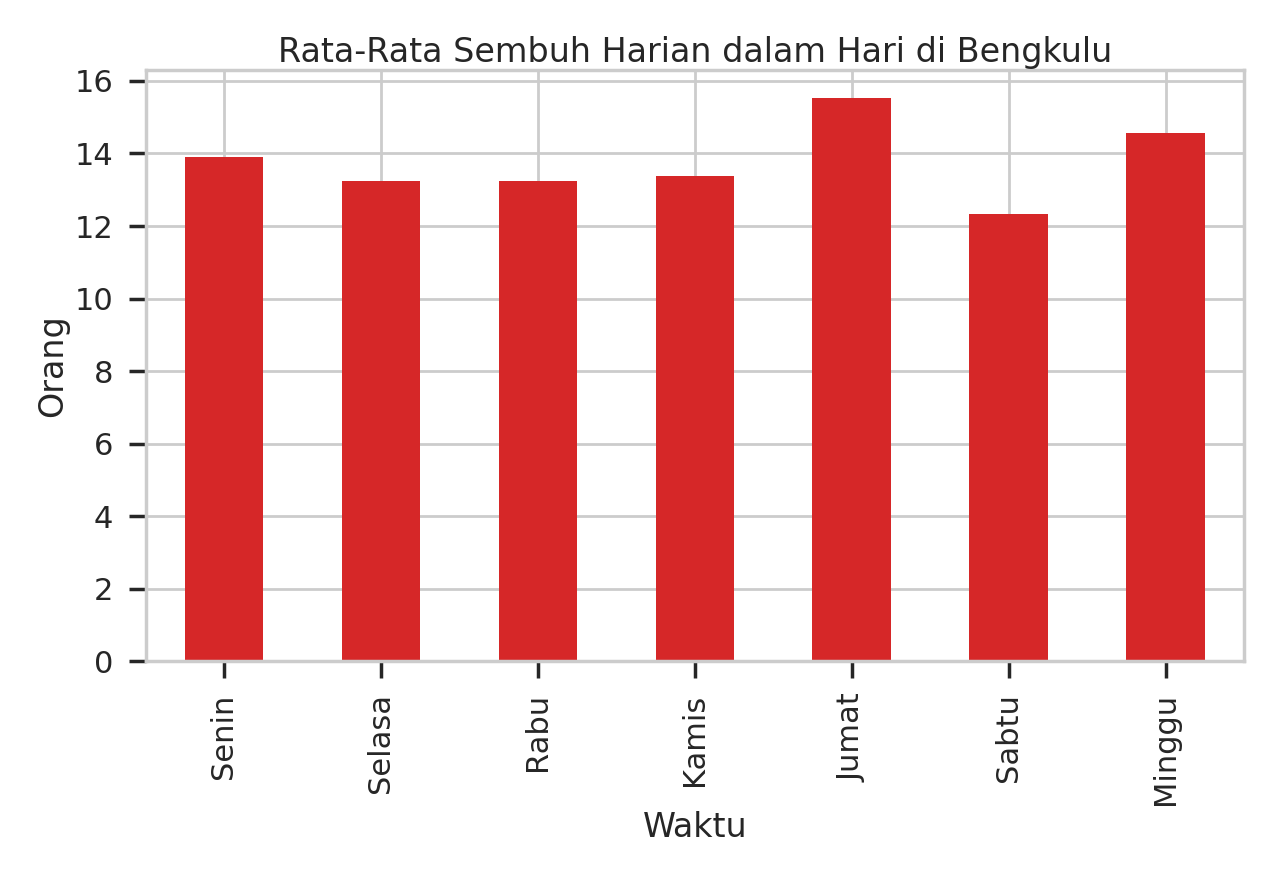 Rata-Rata Sembuh Harian dalam Hari di Bengkulu
16
14
12
10
8
6
4
2
0
Orang
Senin
Selasa
Rabu
Kamis
Jumat
Sabtu
Minggu
Waktu